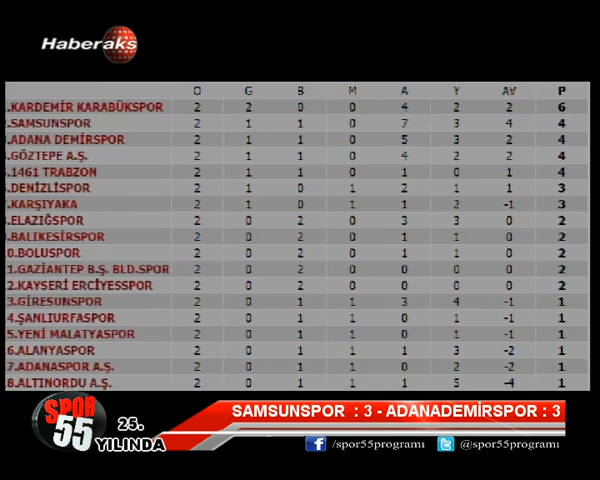 Haberaks
O G B M A Y AV P
.KARDEMİR KARABÜKSPOR 2 2 0 0 4 2 2 6
.SAMSUNSPOR 2 1 1 0 7 3 4 4
.ADANA DEMİRSPOR 2 1 1 0 5 3 2 4
.GÖZTEPE A.Ş. 2 1 1 0 4 2 2 4
.1461 TRABZON 2 1 1 0 1 0 1 4
.DENİZLİSPOR 2 1 0 1 2 1 1 3
.KARŞIYAKA 2 1 0 1 1 2 -1 3
.ELAZIĞSPOR 2 0 2 0 3 3 0 2
.BALIKESİRSPOR 2 0 2 0 1 1 0 2
0.BOLUSPOR 2 0 2 0 1 1 0 2
1.GAZİANTEP B.Ş. BLD.SPOR 2 0 2 0 0 0 0 2
2.KAYSERİ ERCİYESSPOR 2 0 2 0 0 0 0 2
3.GİRESUNSPOR 2 0 1 1 3 4 -1 1
4.ŞANLIURFASPOR 2 0 1 1 0 1 -1 1
5.YENİ MALATYASPOR 2 0 1 1 0 1 -1 1
6.ALANYASPOR 2 0 1 1 1 3 -2 1
7.ADANASPOR A.Ş. 2 0 1 1 0 2 -2 1
8.ALTINORDU A.Ş. 2 0 1 1 1 5 -4 1
SPOR
55
25.
YILINDA
SAMSUNSPOR : 3 - ADANADEMİRSPOR : 3
/spor55programı
@spor55programı